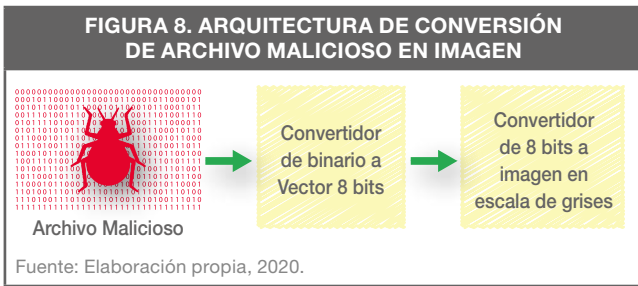 FIGURA 8. ARQUITECTURA DE CONVERSIÓN
DE ARCHIVO MALICIOSO EN IMAGEN
Convertidor
de binario a
Vector 8 bits
Convertidor
de 8 bits a
imagen en
escala de grises
Archivo Malicioso
Fuente: Elaboración propia, 2020.